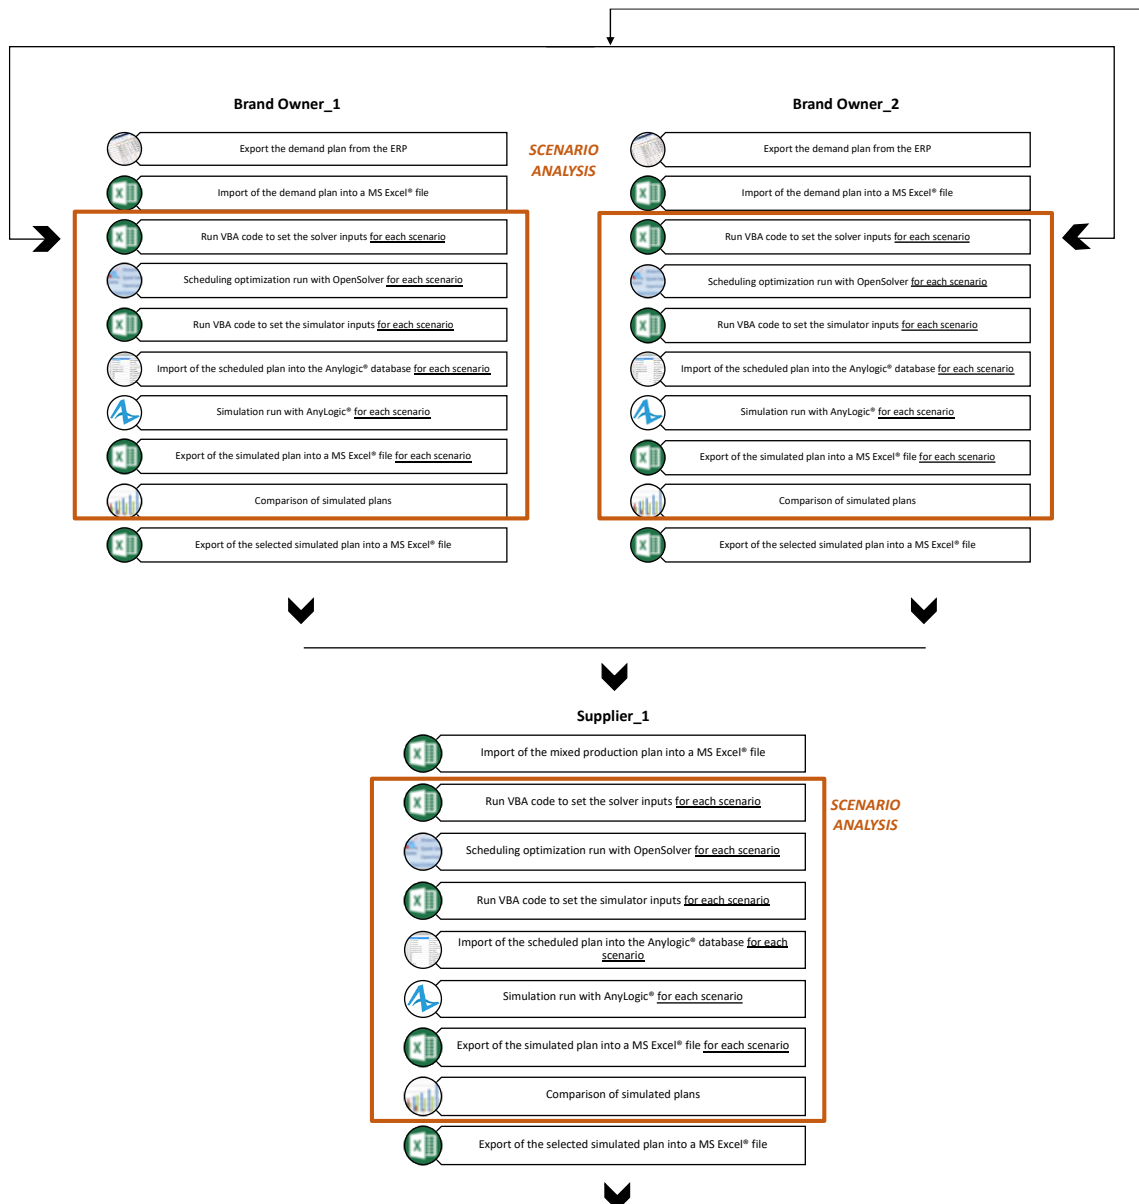 Brand Owner_1
Export the demand plan from the ERP
Import of the demand plan into a MS Excel® file
Run VBA code to set the solver inputs for each scenario
Scheduling optimization run with OpenSolver for each scenario
Run VBA code to set the simulator inputs for each scenario
Import of the scheduled plan into the Anylogic® database for each scenario
Simulation run with AnyLogic® for each scenario
Export of the simulated plan into a MS Excel® file for each scenario
Comparison of simulated plans
Export of the selected simulated plan into a MS Excel® file
SCENARIO
ANALYSIS
Brand Owner_2
Export the demand plan from the ERP
Import of the demand plan into a MS Excel® file
Run VBA code to set the solver inputs for each scenario
Scheduling optimization run with OpenSolver for each scenario
Run VBA code to set the simulator inputs for each scenario
Import of the scheduled plan into the Anylogic® database for each scenario
Simulation run with AnyLogic® for each scenario
Export of the simulated plan into a MS Excel® file for each scenario
Comparison of simulated plans
Export of the selected simulated plan into a MS Excel® file
Supplier_1
Import of the mixed production plan into a MS Excel® file
Run VBA code to set the solver inputs for each scenario
Scheduling optimization run with OpenSolver for each scenario
Run VBA code to set the simulator inputs for each scenario
Import of the scheduled plan into the Anylogic® database for each
scenario
Simulation run with AnyLogic® for each scenario
Export of the simulated plan into a MS Excel® file for each scenario
Comparison of simulated plans
Export of the selected simulated plan into a MS Excel® file
SCENARIO
ANALYSIS